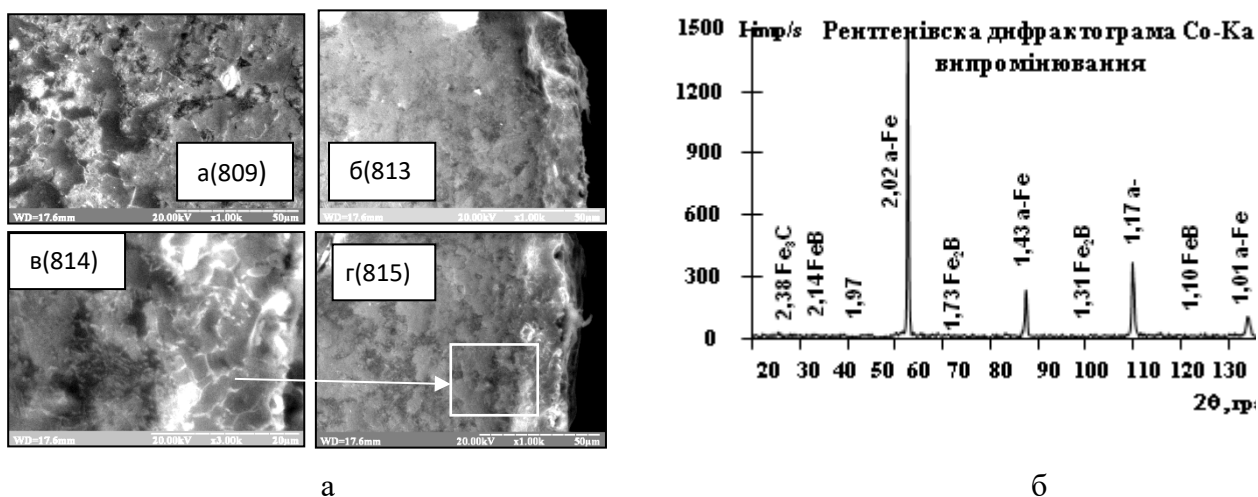 а(809)
WD=17.6mm 20.00kV x1.00k 50µm
б(813
WD=17.6mm 20.00kV x1.00k 50µm
в(814)
WD=17.6mm 20.00kV x3.00k 20µm
г(815)
WD=17.6mm 20.00kV x1.00k 50µm
а
I-imp/s Рентгенівска дифрактограма Co-Ka
випромінювання
1500
1200
900
600
300
0
2,38 Fe₃C
2,14 FeB
1,97
2,02 a-Fe
1,73 Fe₂B
1,43 a-Fe
1,31 Fe₂B
1,17 a-
1,10 FeB
1,01 a-Fe
20 30 40 50 60 70 80 90 100 110 120 130
2θ, гра
б